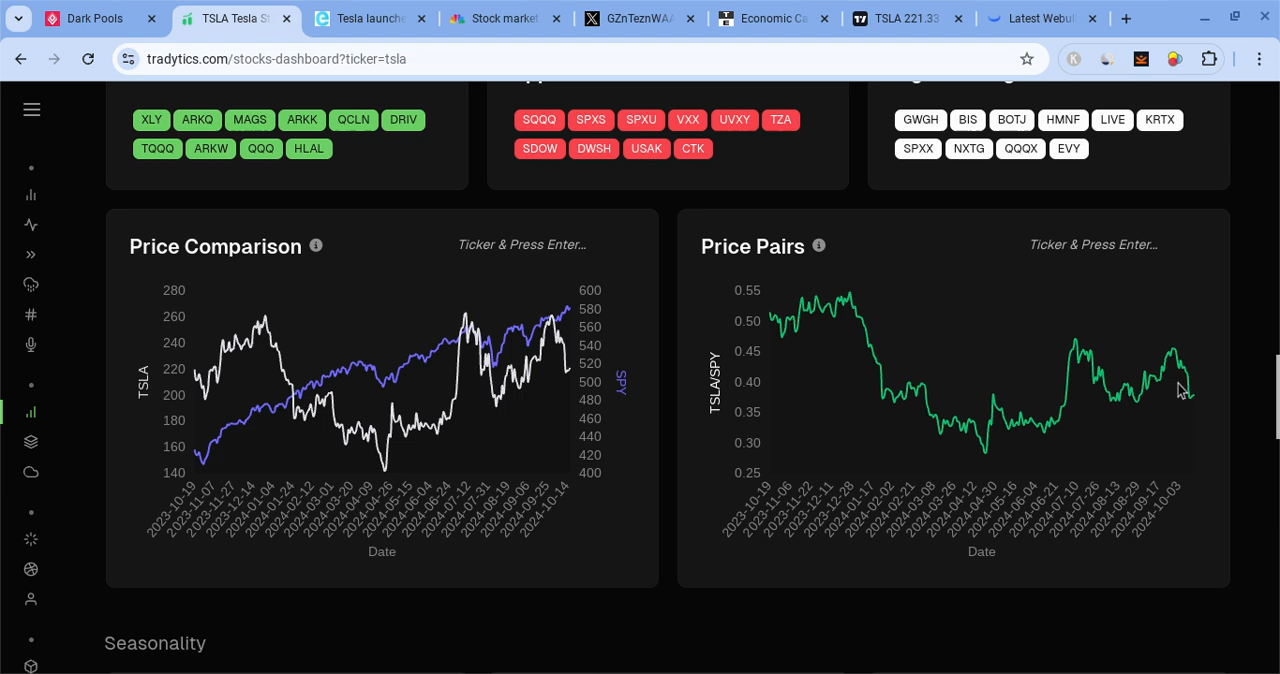 Dark Pools
TSLA Tesla St
Tesla launche
Stock market
GZnTeznWAA
Economic Ca
TSLA 221.33
Latest Webul
tradytics.com/stocks-dashboard?ticker=tsla
XLY ARKQ MAGS ARKK QCLN DRIV
TQQQ ARKW QQQ HLAL
SQQQ SPXS SPXU VXX UVXY TZA
SDOW DWSH USAK CTK
GWGH BIS BOTJ HMNF LIVE KRTX
SPXX NXTG QQQX EVY
Price Comparison
Ticker & Press Enter...
280
260
240
220
200
180
160
140
TSLA
600
580
560
540
520
500
480
460
440
420
400
SPY
2023-10-19
2023-11-07
2023-11-27
2023-12-14
2024-01-04
2024-01-24
2024-02-12
2024-03-01
2024-03-20
2024-04-09
2024-04-26
2024-05-15
2024-06-04
2024-06-24
2024-07-12
2024-07-31
2024-08-19
2024-09-06
2024-09-25
2024-10-14
Date
Price Pairs
Ticker & Press Enter...
0.55
0.50
0.45
0.40
0.35
0.30
0.25
TSLA/SPY
2023-10-19
2023-11-06
2023-11-22
2023-12-11
2023-12-28
2024-01-17
2024-02-02
2024-02-21
2024-03-08
2024-03-26
2024-04-12
2024-04-30
2024-05-16
2024-06-04
2024-06-21
2024-07-10
2024-07-26
2024-08-13
2024-08-29
2024-09-17
2024-10-03
Date
Seasonality